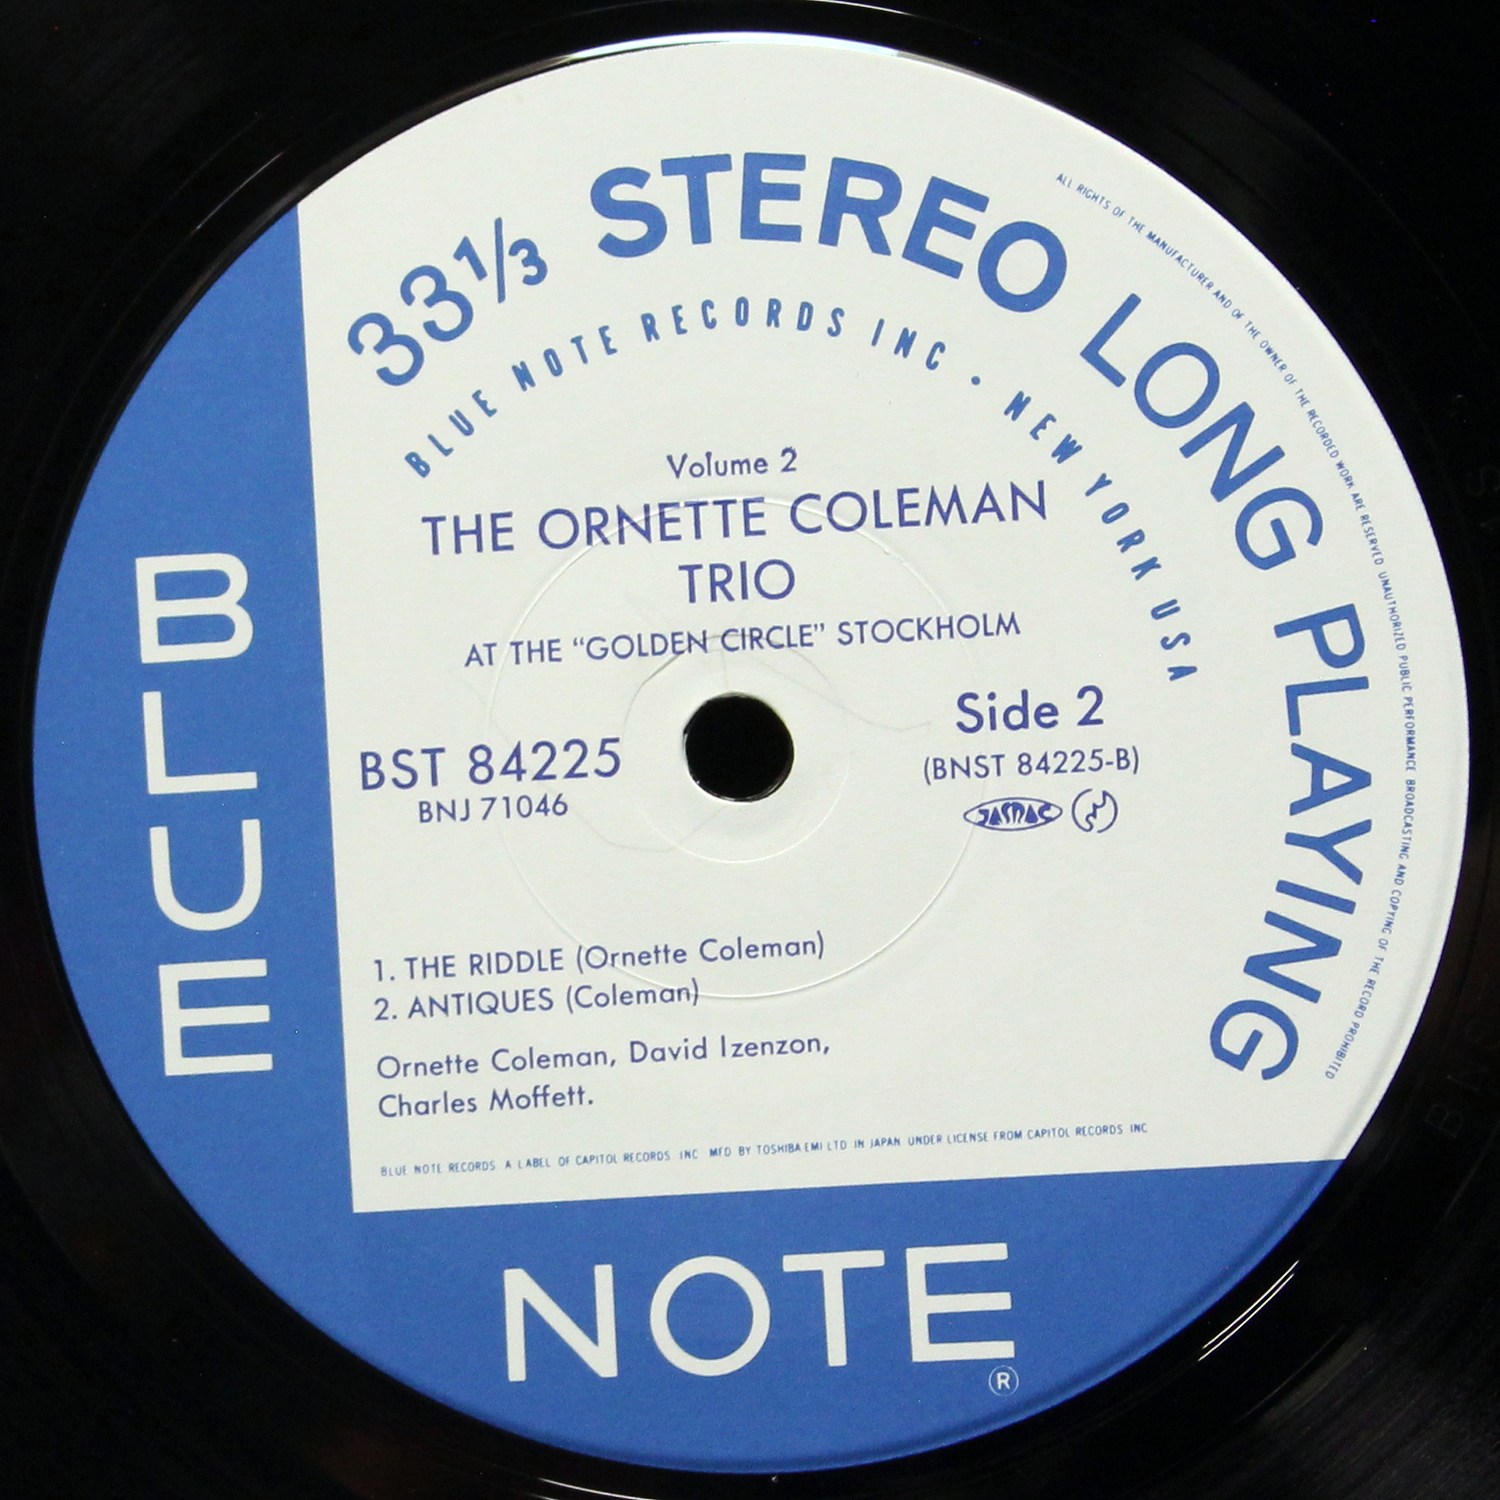 33 1/3 STEREO LONG PLAYING
BLUE NOTE RECORDS INC • NEW YORK USA
ALL RIGHTS OF THE MANUFACTURER AND OF THE OWNER OF THE RECORDED WORK ARE RESERVED UNAUTHORIZED PUBLIC PERFORMANCE BROADCASTING AND COPYING OF THE RECORD PROHIBITED
Volume 2
THE ORNETTE COLEMAN
TRIO
AT THE “GOLDEN CIRCLE” STOCKHOLM
Side 2
BST 84225
(BNST 84225-B)
BNJ 71046
JASRAC
1. THE RIDDLE (Ornette Coleman)
2. ANTIQUES (Coleman)
Ornette Coleman, David Izenzon,
Charles Moffett.
BLUE NOTE RECORDS A LABEL OF CAPITOL RECORDS INC MFD BY TOSHIBA EMI LTD IN JAPAN UNDER LICENSE FROM CAPITOL RECORDS INC
BLUE
NOTE
®